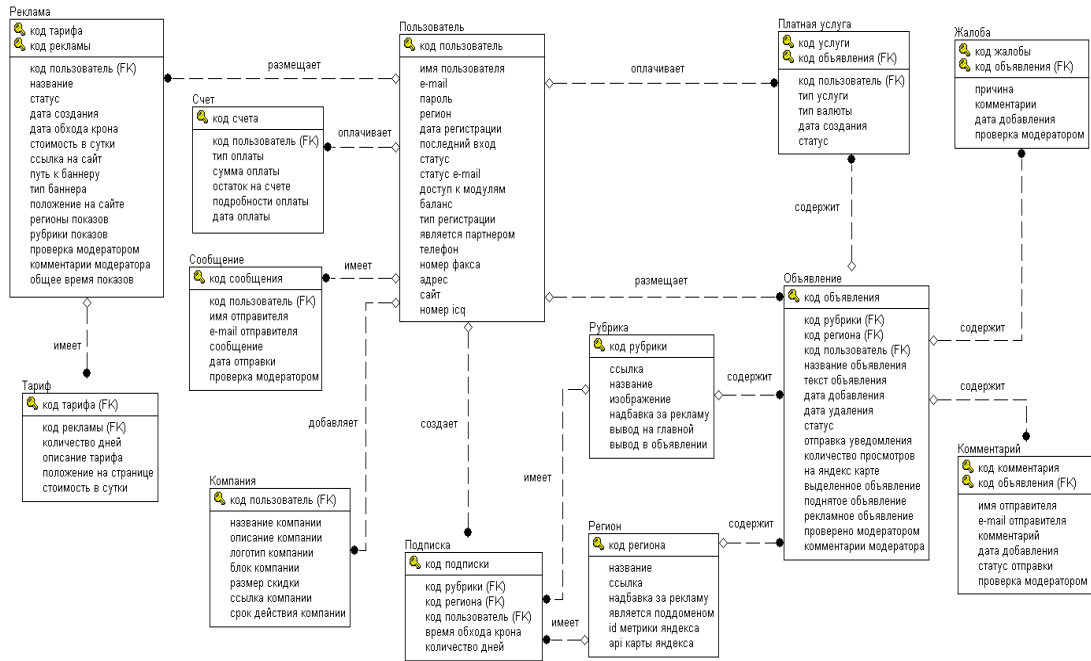 Реклама
код тарифа
код рекламы
код пользователь (FK)
название
статус
дата создания
дата обхода крона
стоимость в сутки
ссылка на сайт
путь к баннеру
тип баннера
положение на сайте
регионы показов
рубрики показов
проверка модератором
комментарии модератора
общее время показов
имеет
Тариф
код тарифа (FK)
код рекламы (FK)
количество дней
описание тарифа
положение на странице
стоимость в сутки
размещает
Счет
код счета
код пользователь (FK)
тип оплаты
сумма оплаты
остаток на счете
подробности оплаты
дата оплаты
оплачивает
Сообщение
код сообщения
код пользователь (FK)
имя отправителя
e-mail отправителя
сообщение
дата отправки
проверка модератором
имеет
добавляет
Компания
код пользователь (FK)
название компании
описание компании
логотип компании
блок компании
размер скидки
ссылка компании
срок действия компании
Пользователь
код пользователь
имя пользователя
e-mail
пароль
регион
дата регистрации
последний вход
статус
статус e-mail
доступ к модулям
баланс
тип регистрации
является партнером
телефон
номер факса
адрес
сайт
номер icq
создает
Подписка
код подписки
код рубрики (FK)
код региона (FK)
код пользователь (FK)
время обхода крона
количество дней
оплачивает
размещает
Рубрика
код рубрики
ссылка
название
изображение
надбавка за рекламу
вывод на главной
вывод в объявлении
содержит
имеет
Регион
код региона
название
ссылка
надбавка за рекламу
является поддоменом
id метрики яндекса
api карты яндекса
содержит
имеет
Платная услуга
код услуги
код объявления (FK)
код пользователь (FK)
тип услуги
тип валюты
дата создания
статус
содержит
Объявление
код объявления
код рубрики (FK)
код региона (FK)
код пользователь (FK)
название объявления
текст объявления
дата добавления
дата удаления
статус
отправка уведомления
количество просмотров
на яндекс карте
выделенное объявление
поднятое объявление
рекламное объявление
проверено модератором
комментарии модератора
Жалоба
код жалобы
код объявления (FK)
причина
комментарии
дата добавления
проверка модератором
содержит
содержит
Комментарий
код комментария
код объявления (FK)
имя отправителя
e-mail отправителя
комментарий
дата добавления
статус отправки
проверка модератором